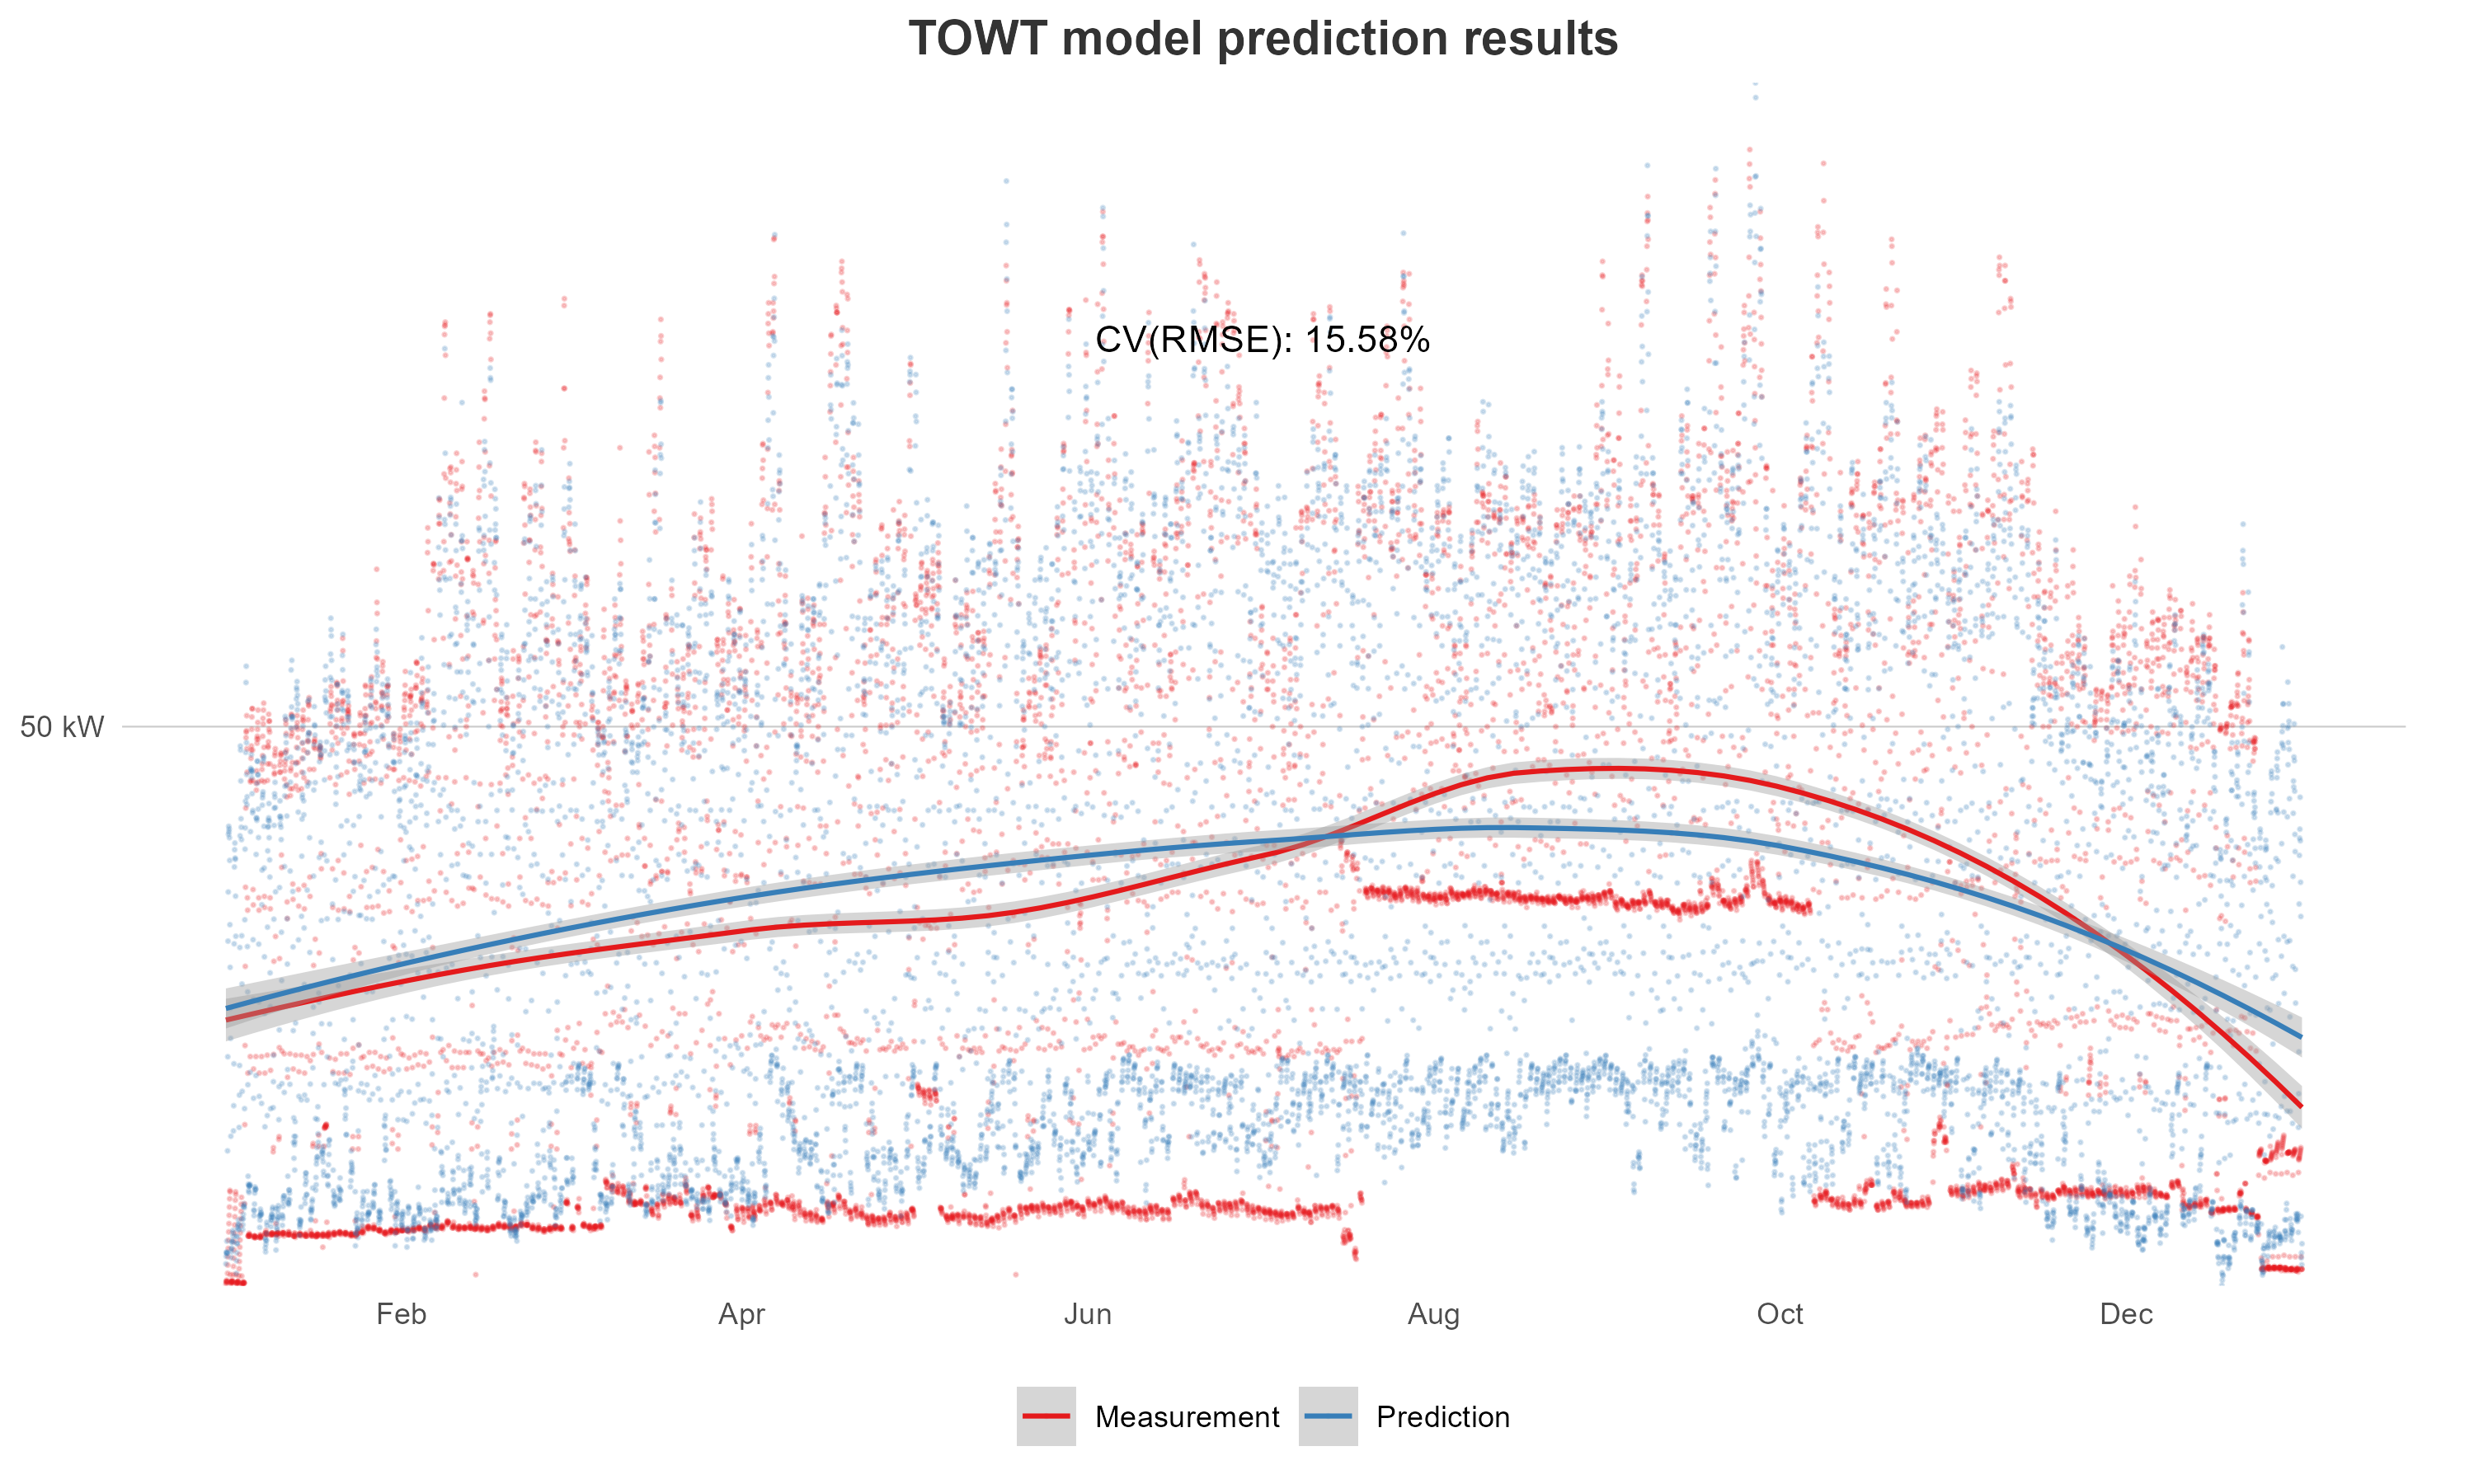 TOWT model prediction results
CV(RMSE): 15.58%
50 kW
Feb Apr Jun Aug Oct Dec
Measurement Prediction